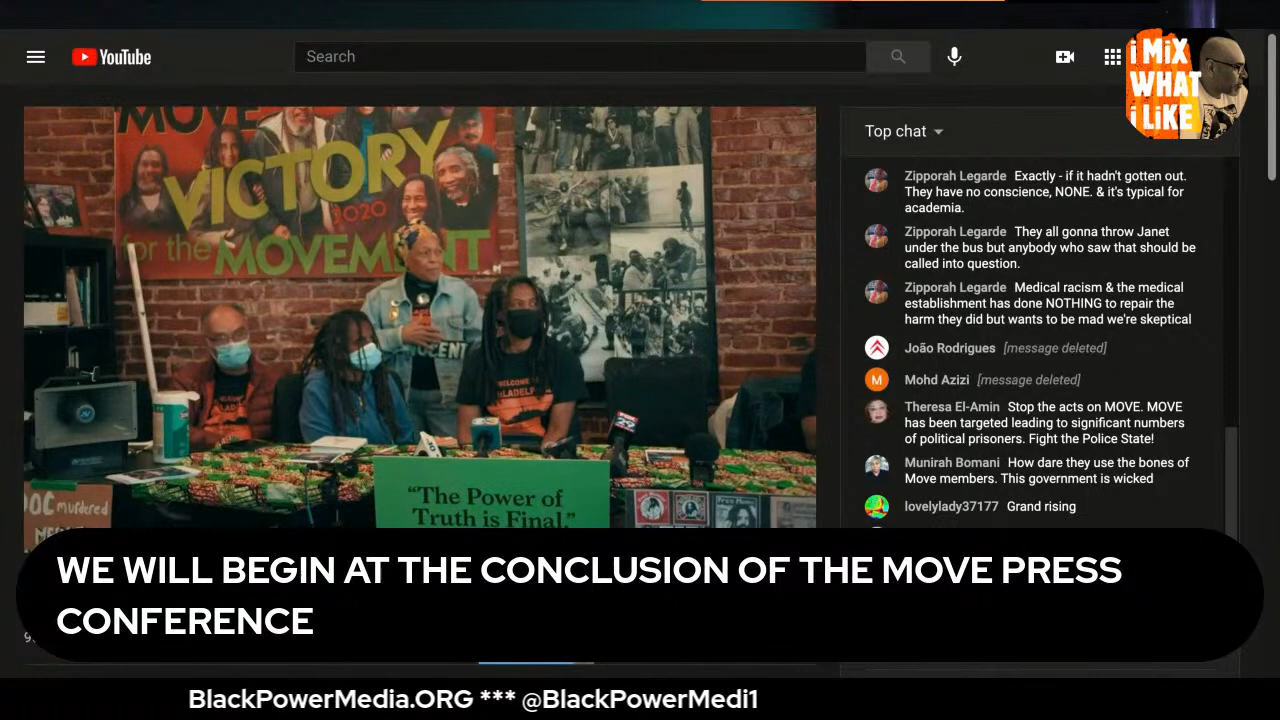 YouTube
Search
i MiX
WHAT
i LiKE
MOVE
VICTORY
2020
for the MOVEMENT
"The Power of
Truth is Final."
Top chat
Zipporah Legarde Exactly - if it hadn't gotten out.
They have no conscience, NONE. & it's typical for
academia.
Zipporah Legarde They all gonna throw Janet
under the bus but anybody who saw that should be
called into question.
Zipporah Legarde Medical racism & the medical
establishment has done NOTHING to repair the
harm they did but wants to be mad we're skeptical
João Rodrigues [message deleted]
M
Mohd Azizi [message deleted]
Theresa El-Amin Stop the acts on MOVE. MOVE
has been targeted leading to significant numbers
of political prisoners. Fight the Police State!
Munirah Bomani How dare they use the bones of
Move members. This government is wicked
lovelylady37177 Grand rising
WE WILL BEGIN AT THE CONCLUSION OF THE MOVE PRESS
CONFERENCE
BlackPowerMedia.ORG *** @BlackPowerMedi1